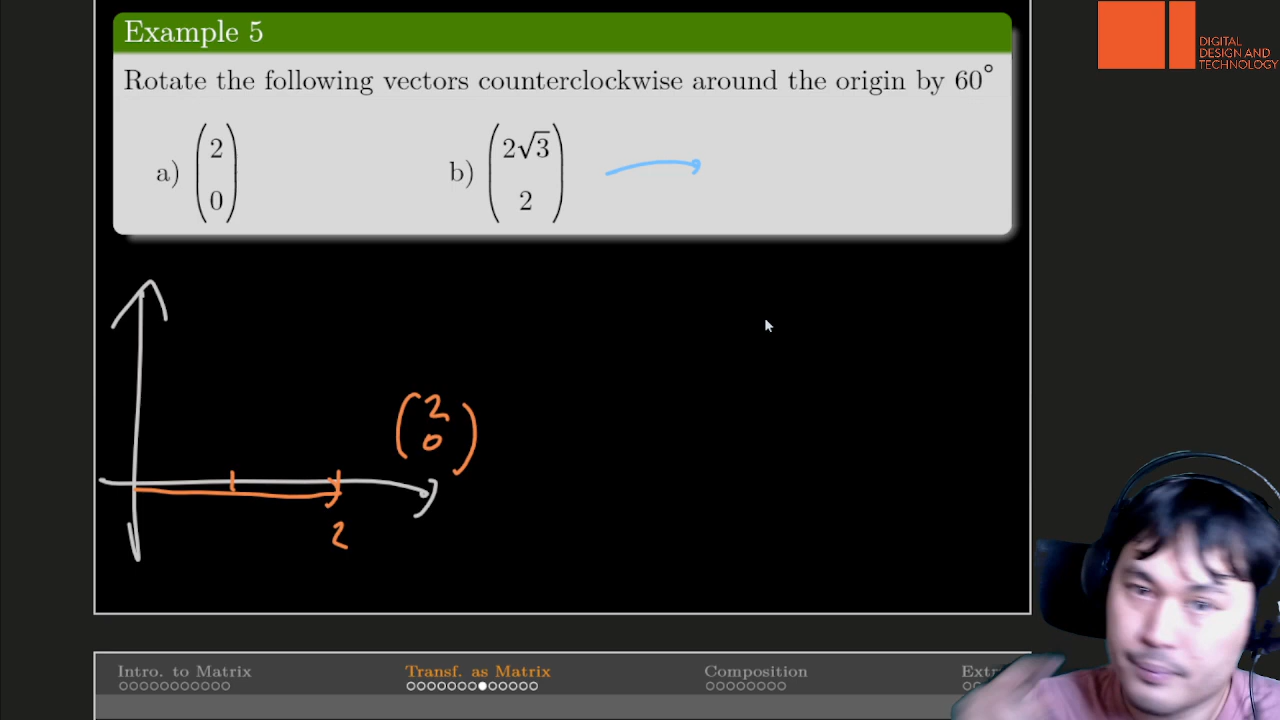 Example 5
DIGITAL
DESIGN AND
TECHNOLOGY
Rotate the following vectors counterclockwise around the origin by 60°
a) (2 0)
b) (2√3 2)
(2 0)
2
Intro. to Matrix
Transf. as Matrix
Composition
Extr